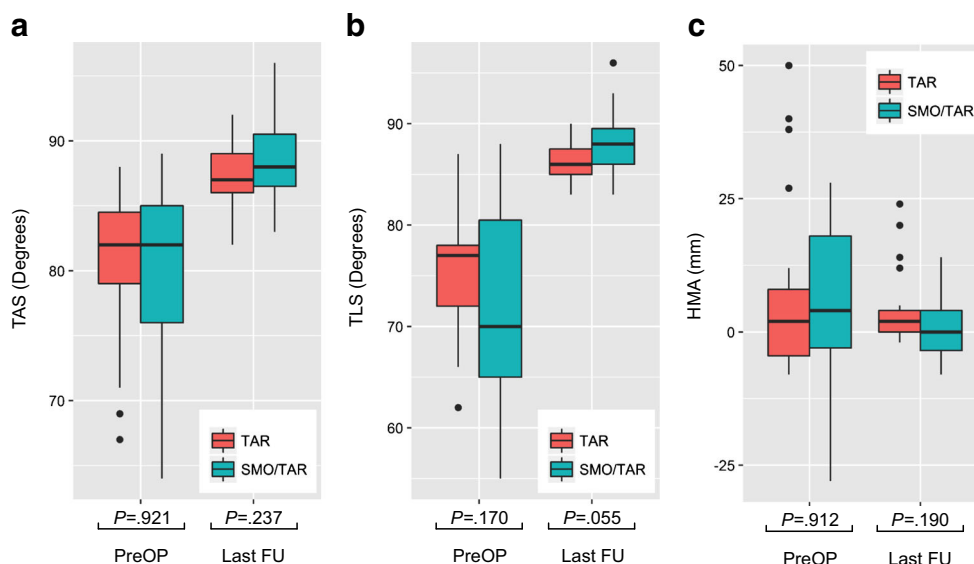 a
TAS (Degrees)
90
80
70
TAR
SMO/TAR
P=.921
P=.237
PreOP
Last FU
b
TLS (Degrees)
90
80
70
60
TAR
SMO/TAR
P=.170
P=.055
PreOP
Last FU
c
HMA (mm)
50
25
0
-25
TAR
SMO/TAR
P=.912
P=.190
PreOP
Last FU